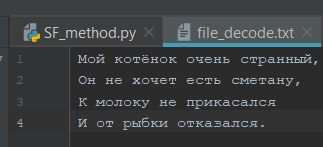 SF_method.py × file_decode.txt ×
1 Мой котёнок очень странный,
2 Он не хочет есть сметану,
3 К молоку не прикасался
4 И от рыбки отказался.